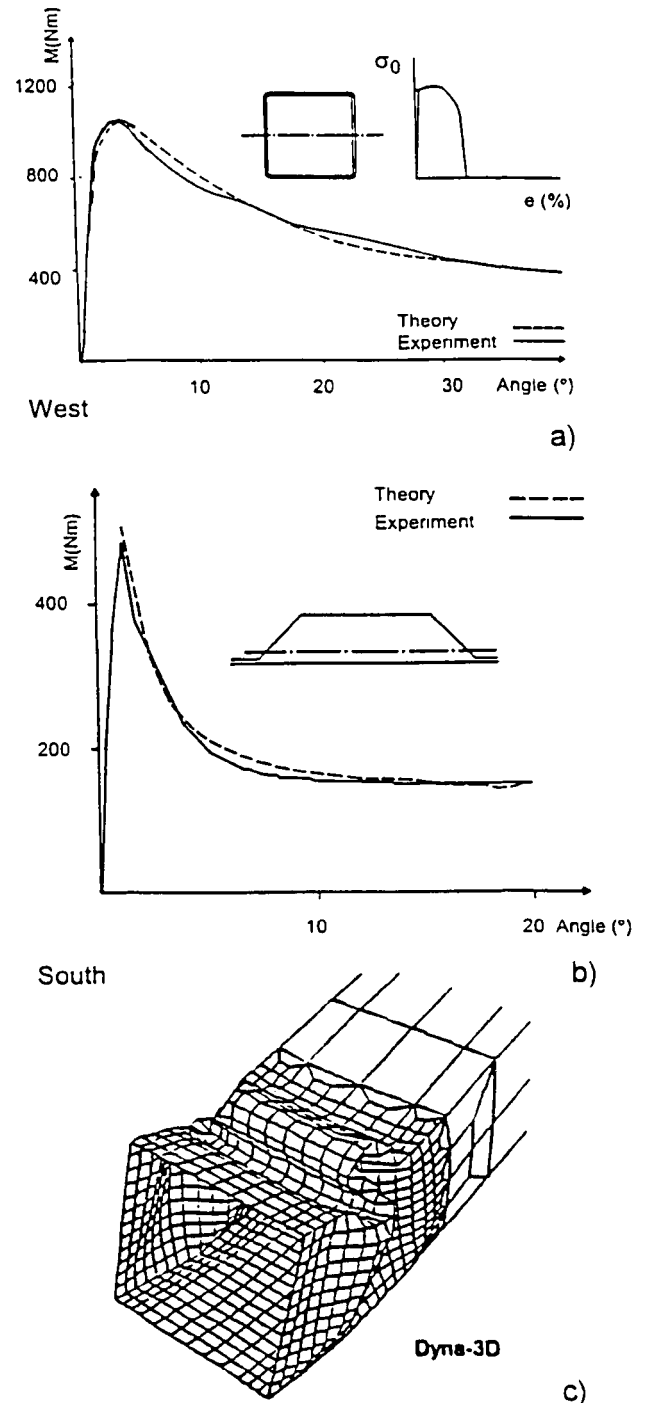 M(Nm)
1200
800
400
σ0
e (%)
Theory
Experiment
10
20
30
Angle (°)
West
a)
M(Nm)
Theory
Experiment
400
200
10
20
Angle (°)
South
b)
Dyna-3D
c)